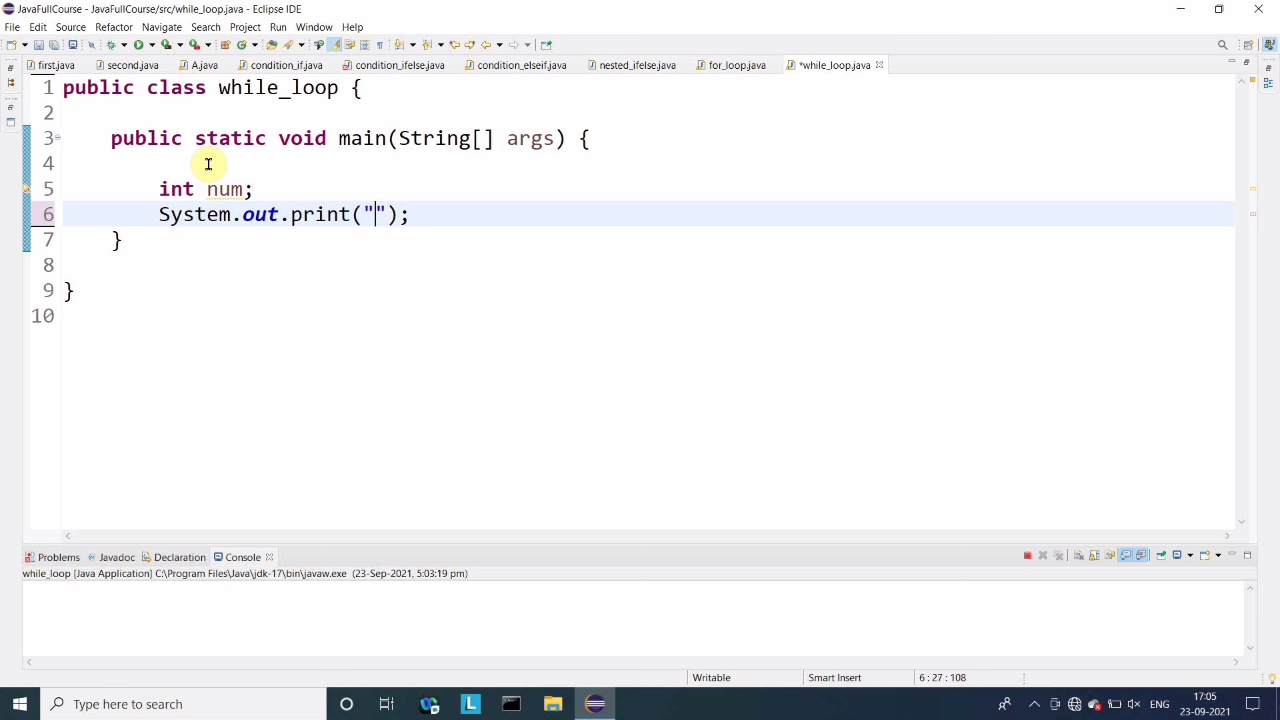 JavaFullCourse - JavaFullCourse/src/while_loop.java - Eclipse IDE
File Edit Source Refactor Navigate Search Project Run Window Help
first.java second.java A.java condition_if.java condition_ifelse.java condition_elseif.java nested_ifelse.java for_loop.java *while_loop.java
1 public class while_loop {
2
3 public static void main(String[] args) {
4
5 int num;
6 System.out.print("");
7 }
8
9 }
10
Problems Javadoc Declaration Console
while_loop [Java Application] C:\Program Files\Java\jdk-17\bin\javaw.exe (23-Sep-2021, 5:03:19 pm)
Writable Smart Insert 6 : 27 : 108
Type here to search L ENG 17:05
23-09-2021